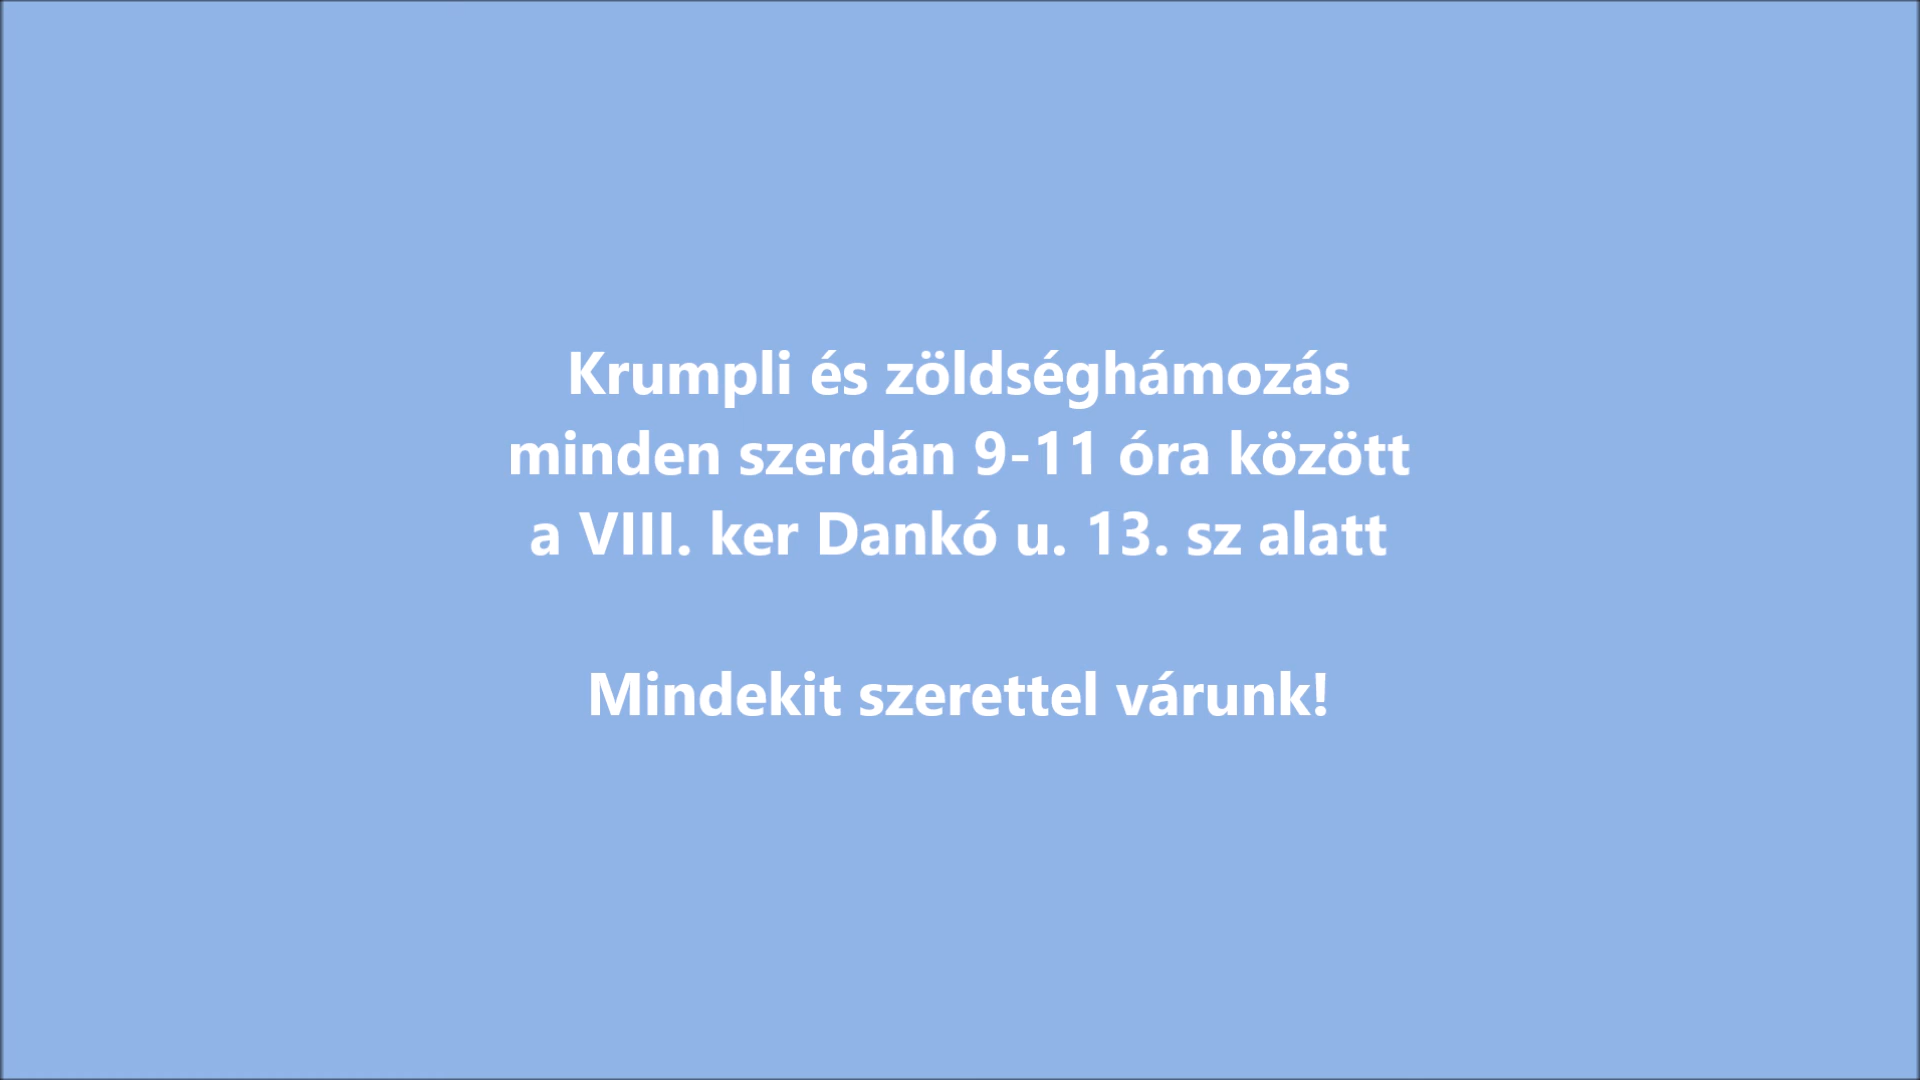 Krumpli és zöldséghámozás
minden szerdán 9-11 óra között
a VIII. ker Dankó u. 13. sz alatt
Mindekit szerettel várunk!